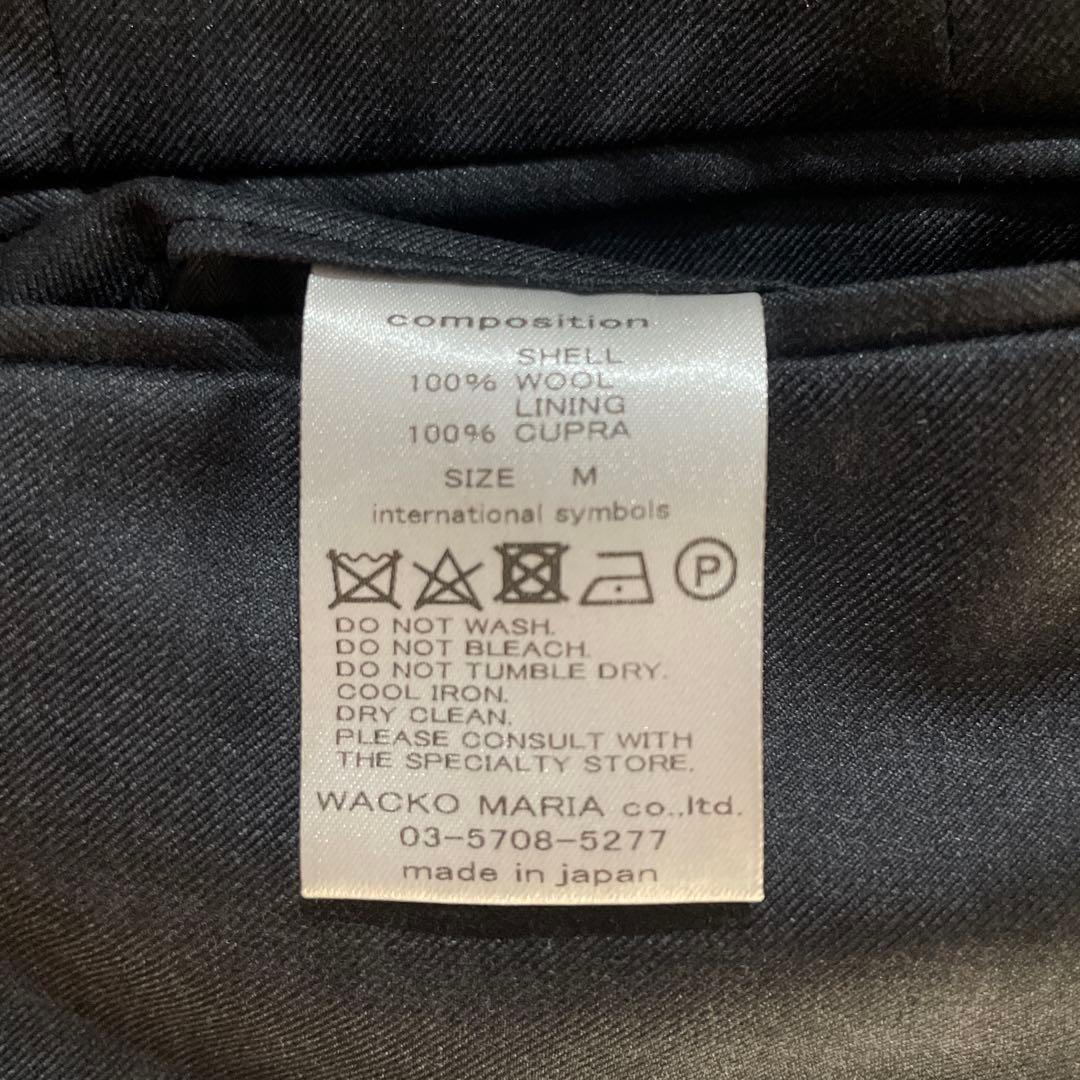 composition
SHELL
100% WOOL
LINING
100% CUPRA
SIZE M
international symbols
P
DO NOT WASH.
DO NOT BLEACH.
DO NOT TUMBLE DRY.
COOL IRON.
DRY CLEAN.
PLEASE CONSULT WITH
THE SPECIALTY STORE.
WACKO MARIA co.,ltd.
03-5708-5277
made in japan